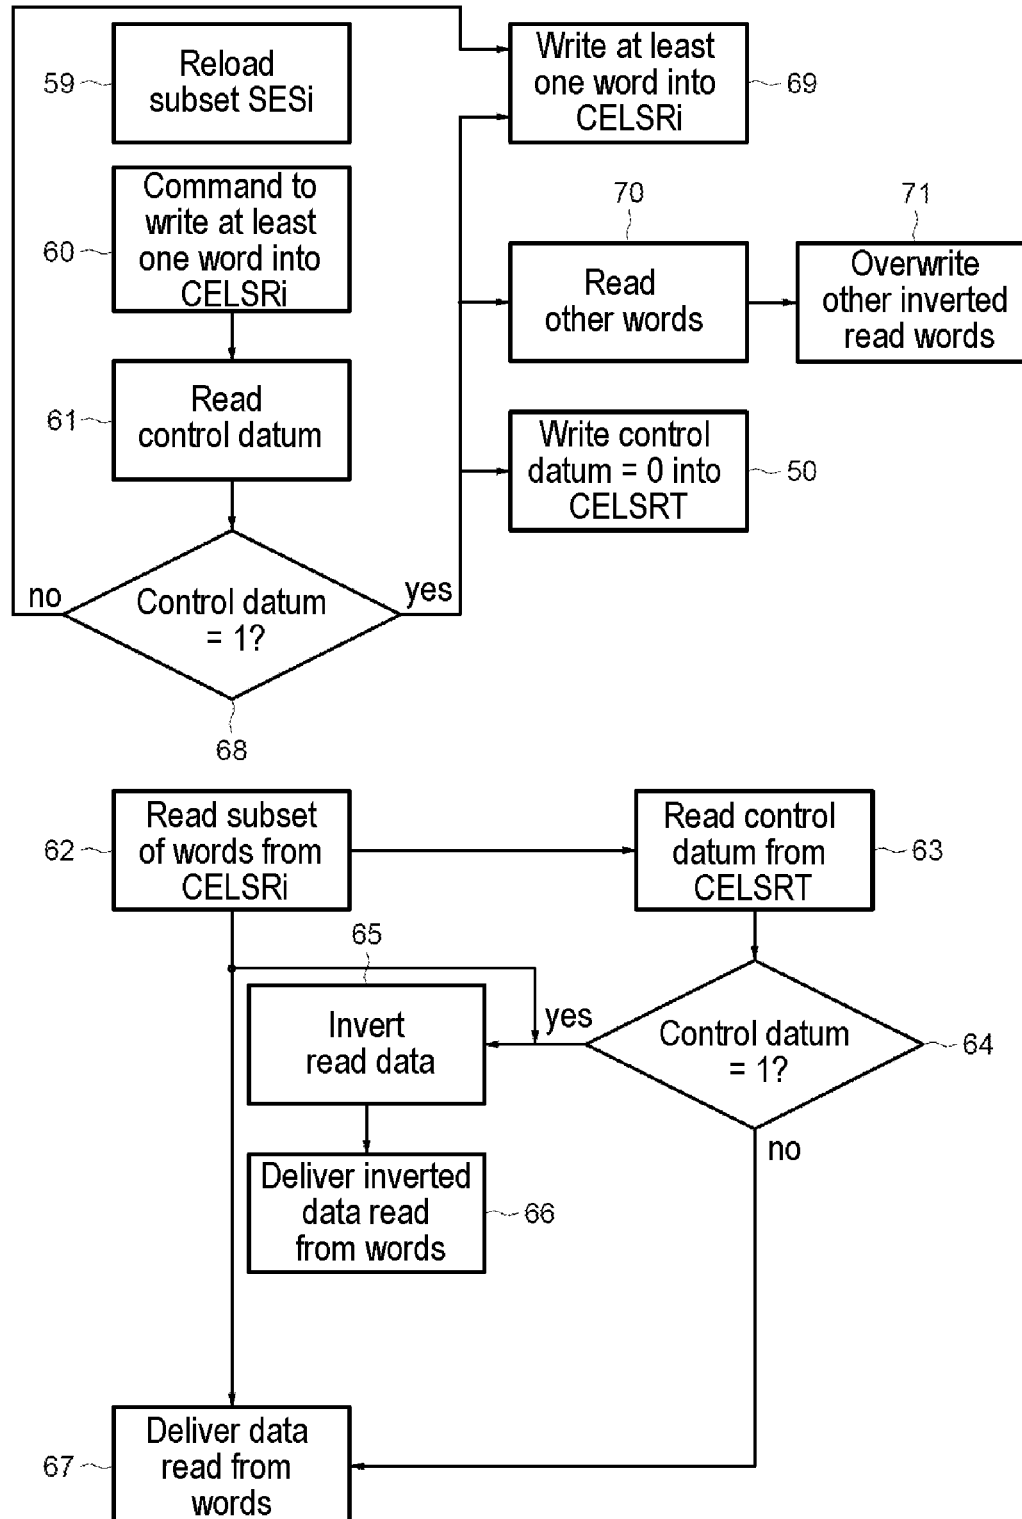 59
Reload
subset SESi
Write at least
one word into
CELSRi
69
60
Command to
write at least
one word into
CELSRi
70
Read
other words
71
Overwrite
other inverted
read words
61
Read
control datum
Write control
datum = 0 into
CELSRT
50
no
Control datum
= 1?
yes
68
62
Read subset
of words from
CELSRi
Read control
datum from
CELSRT
63
65
Invert
read data
yes
Control datum
= 1?
64
no
Deliver inverted
data read
from words
66
67
Deliver data
read from
words